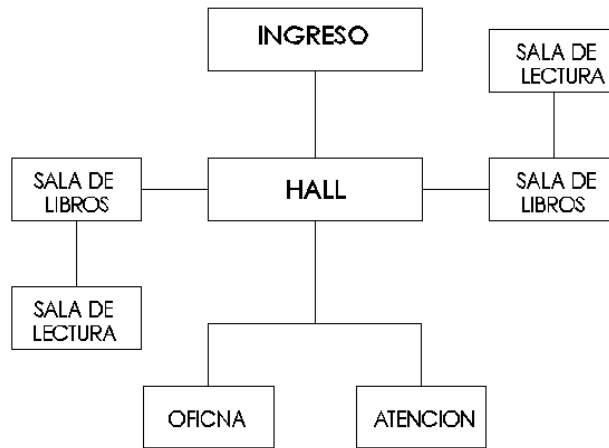 INGRESO
SALA DE
LECTURA
SALA DE
LIBROS
HALL
SALA DE
LIBROS
SALA DE
LECTURA
OFICNA
ATENCION